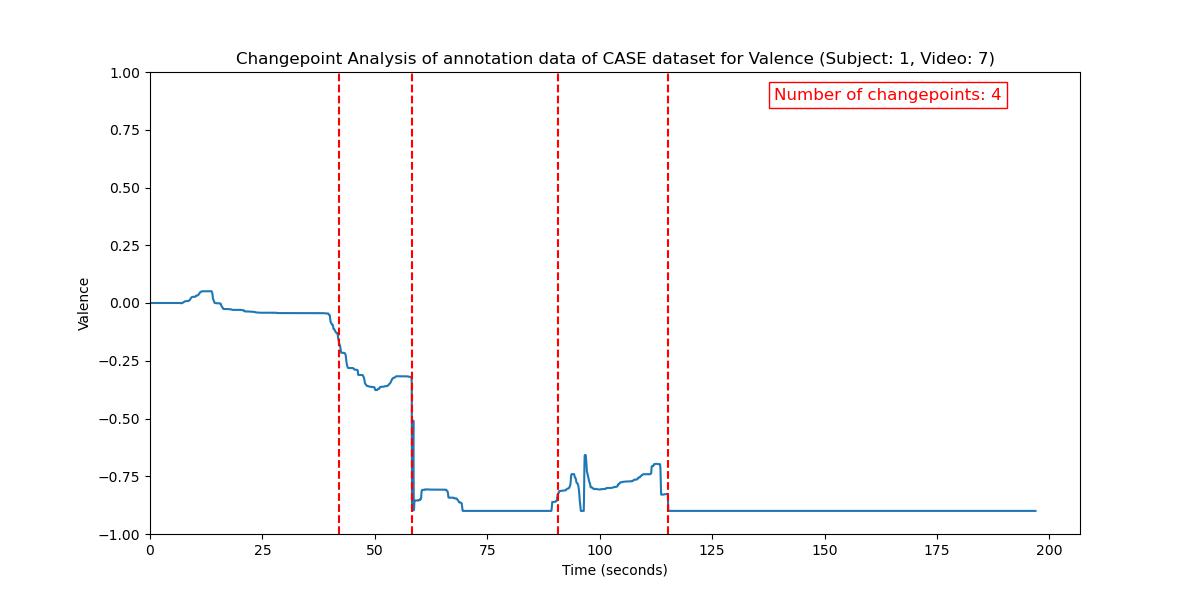 Changepoint Analysis of annotation data of CASE dataset for Valence (Subject: 1, Video: 7)
Number of changepoints: 4
1.00
0.75
0.50
0.25
0.00
−0.25
−0.50
−0.75
−1.00
Valence
0 25 50 75 100 125 150 175 200
Time (seconds)